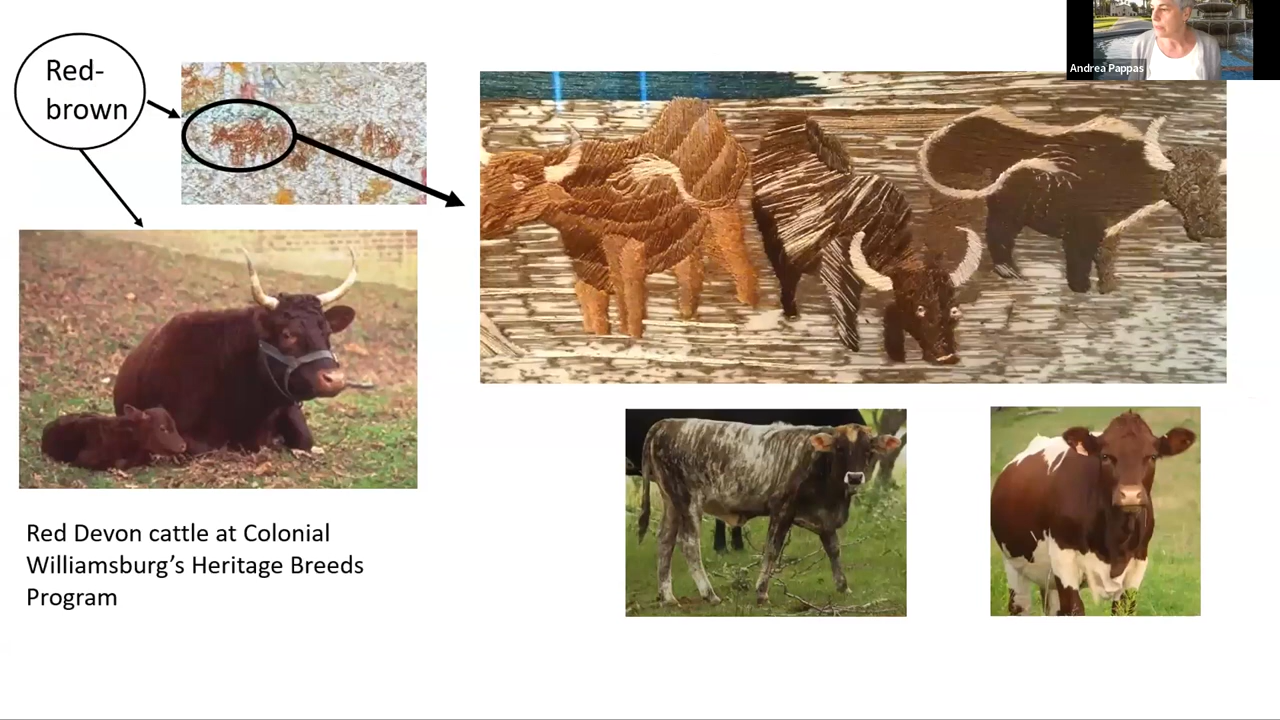 Red-
brown
Andrea Pappas
Red Devon cattle at Colonial
Williamsburg’s Heritage Breeds
Program